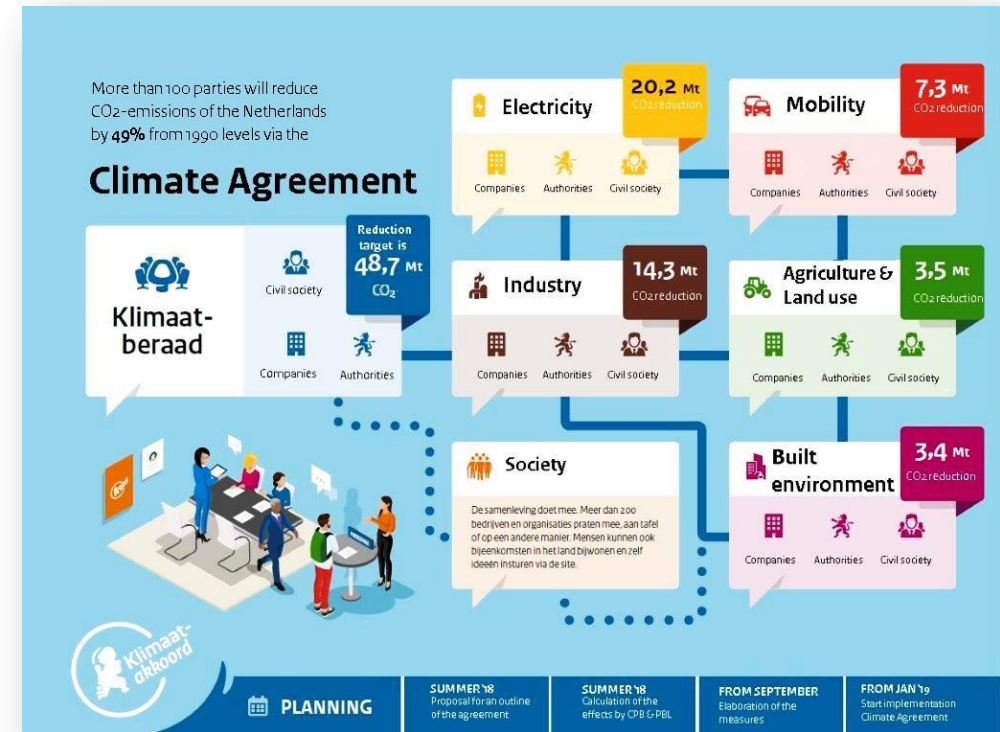 More than 100 parties will reduce
CO2-emissions of the Netherlands
by 49% from 1990 levels via the
Climate Agreement
Klimaat-
beraad
Civil society
Companies
Authorities
Reduction
target is
48,7 Mt
CO2
Electricity
20,2 Mt
CO2 reduction
Companies
Authorities
Civil society
Mobility
7,3 Mt
CO2 reduction
Companies
Authorities
Civil society
Industry
14,3 Mt
CO2 reduction
Companies
Authorities
Civil society
Agriculture &
Land use
3,5 Mt
CO2 reduction
Companies
Authorities
Civil society
Society
De samenleving doet mee. Meer dan 200
bedrijven en organisaties praten mee, aan tafel
of op een andere manier. Mensen kunnen ook
bijeenkomsten in het land bijwonen en zelf
ideeën insturen via de site.
Built
environment
3,4 Mt
CO2 reduction
Companies
Authorities
Civil society
Klimaat-
akkoord
PLANNING
SUMMER '18
Proposal for an outline
of the agreement
SUMMER '18
Calculation of the
effects by CPB & PBL
FROM SEPTEMBER
Elaboration of the
measures
FROM JAN '19
Start implementation
Climate Agreement